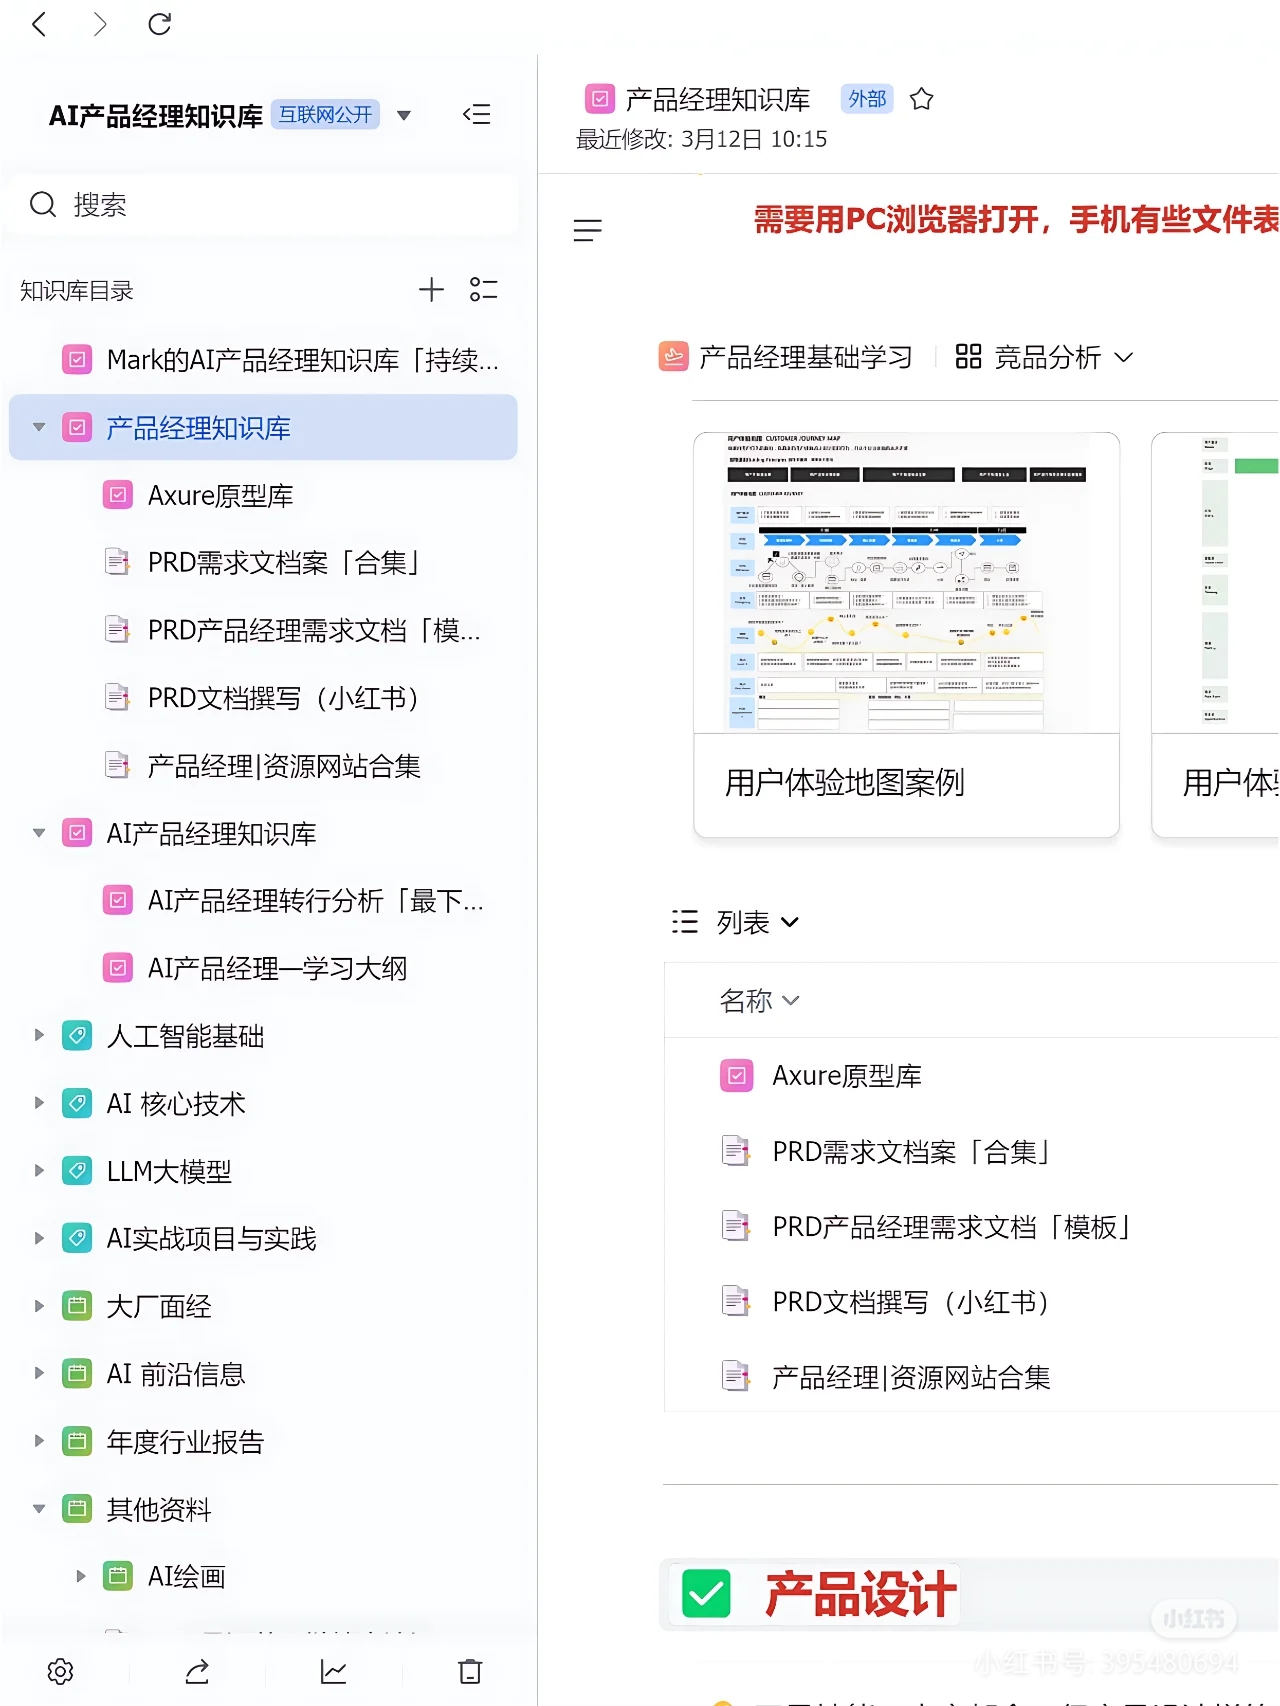 AI产品经理知识库 互联网公开
搜索
知识库目录
Mark的AI产品经理知识库「持续...
产品经理知识库
Axure原型库
PRD需求文档案「合集」
PRD产品经理需求文档「模...
PRD文档撰写（小红书）
产品经理|资源网站合集
AI产品经理知识库
AI产品经理转行分析「最下...
AI产品经理—学习大纲
人工智能基础
AI 核心技术
LLM大模型
AI实战项目与实践
大厂面经
AI 前沿信息
年度行业报告
其他资料
AI绘画
产品经理知识库 外部
最近修改: 3月12日 10:15
需要用PC浏览器打开，手机有些文件表
产品经理基础学习 竞品分析
CUSTOMER JOURNEY MAP
用户体验地图案例
用户体
列表
名称
Axure原型库
PRD需求文档案「合集」
PRD产品经理需求文档「模板」
PRD文档撰写（小红书）
产品经理|资源网站合集
产品设计
小红书
小红书号: 395480694